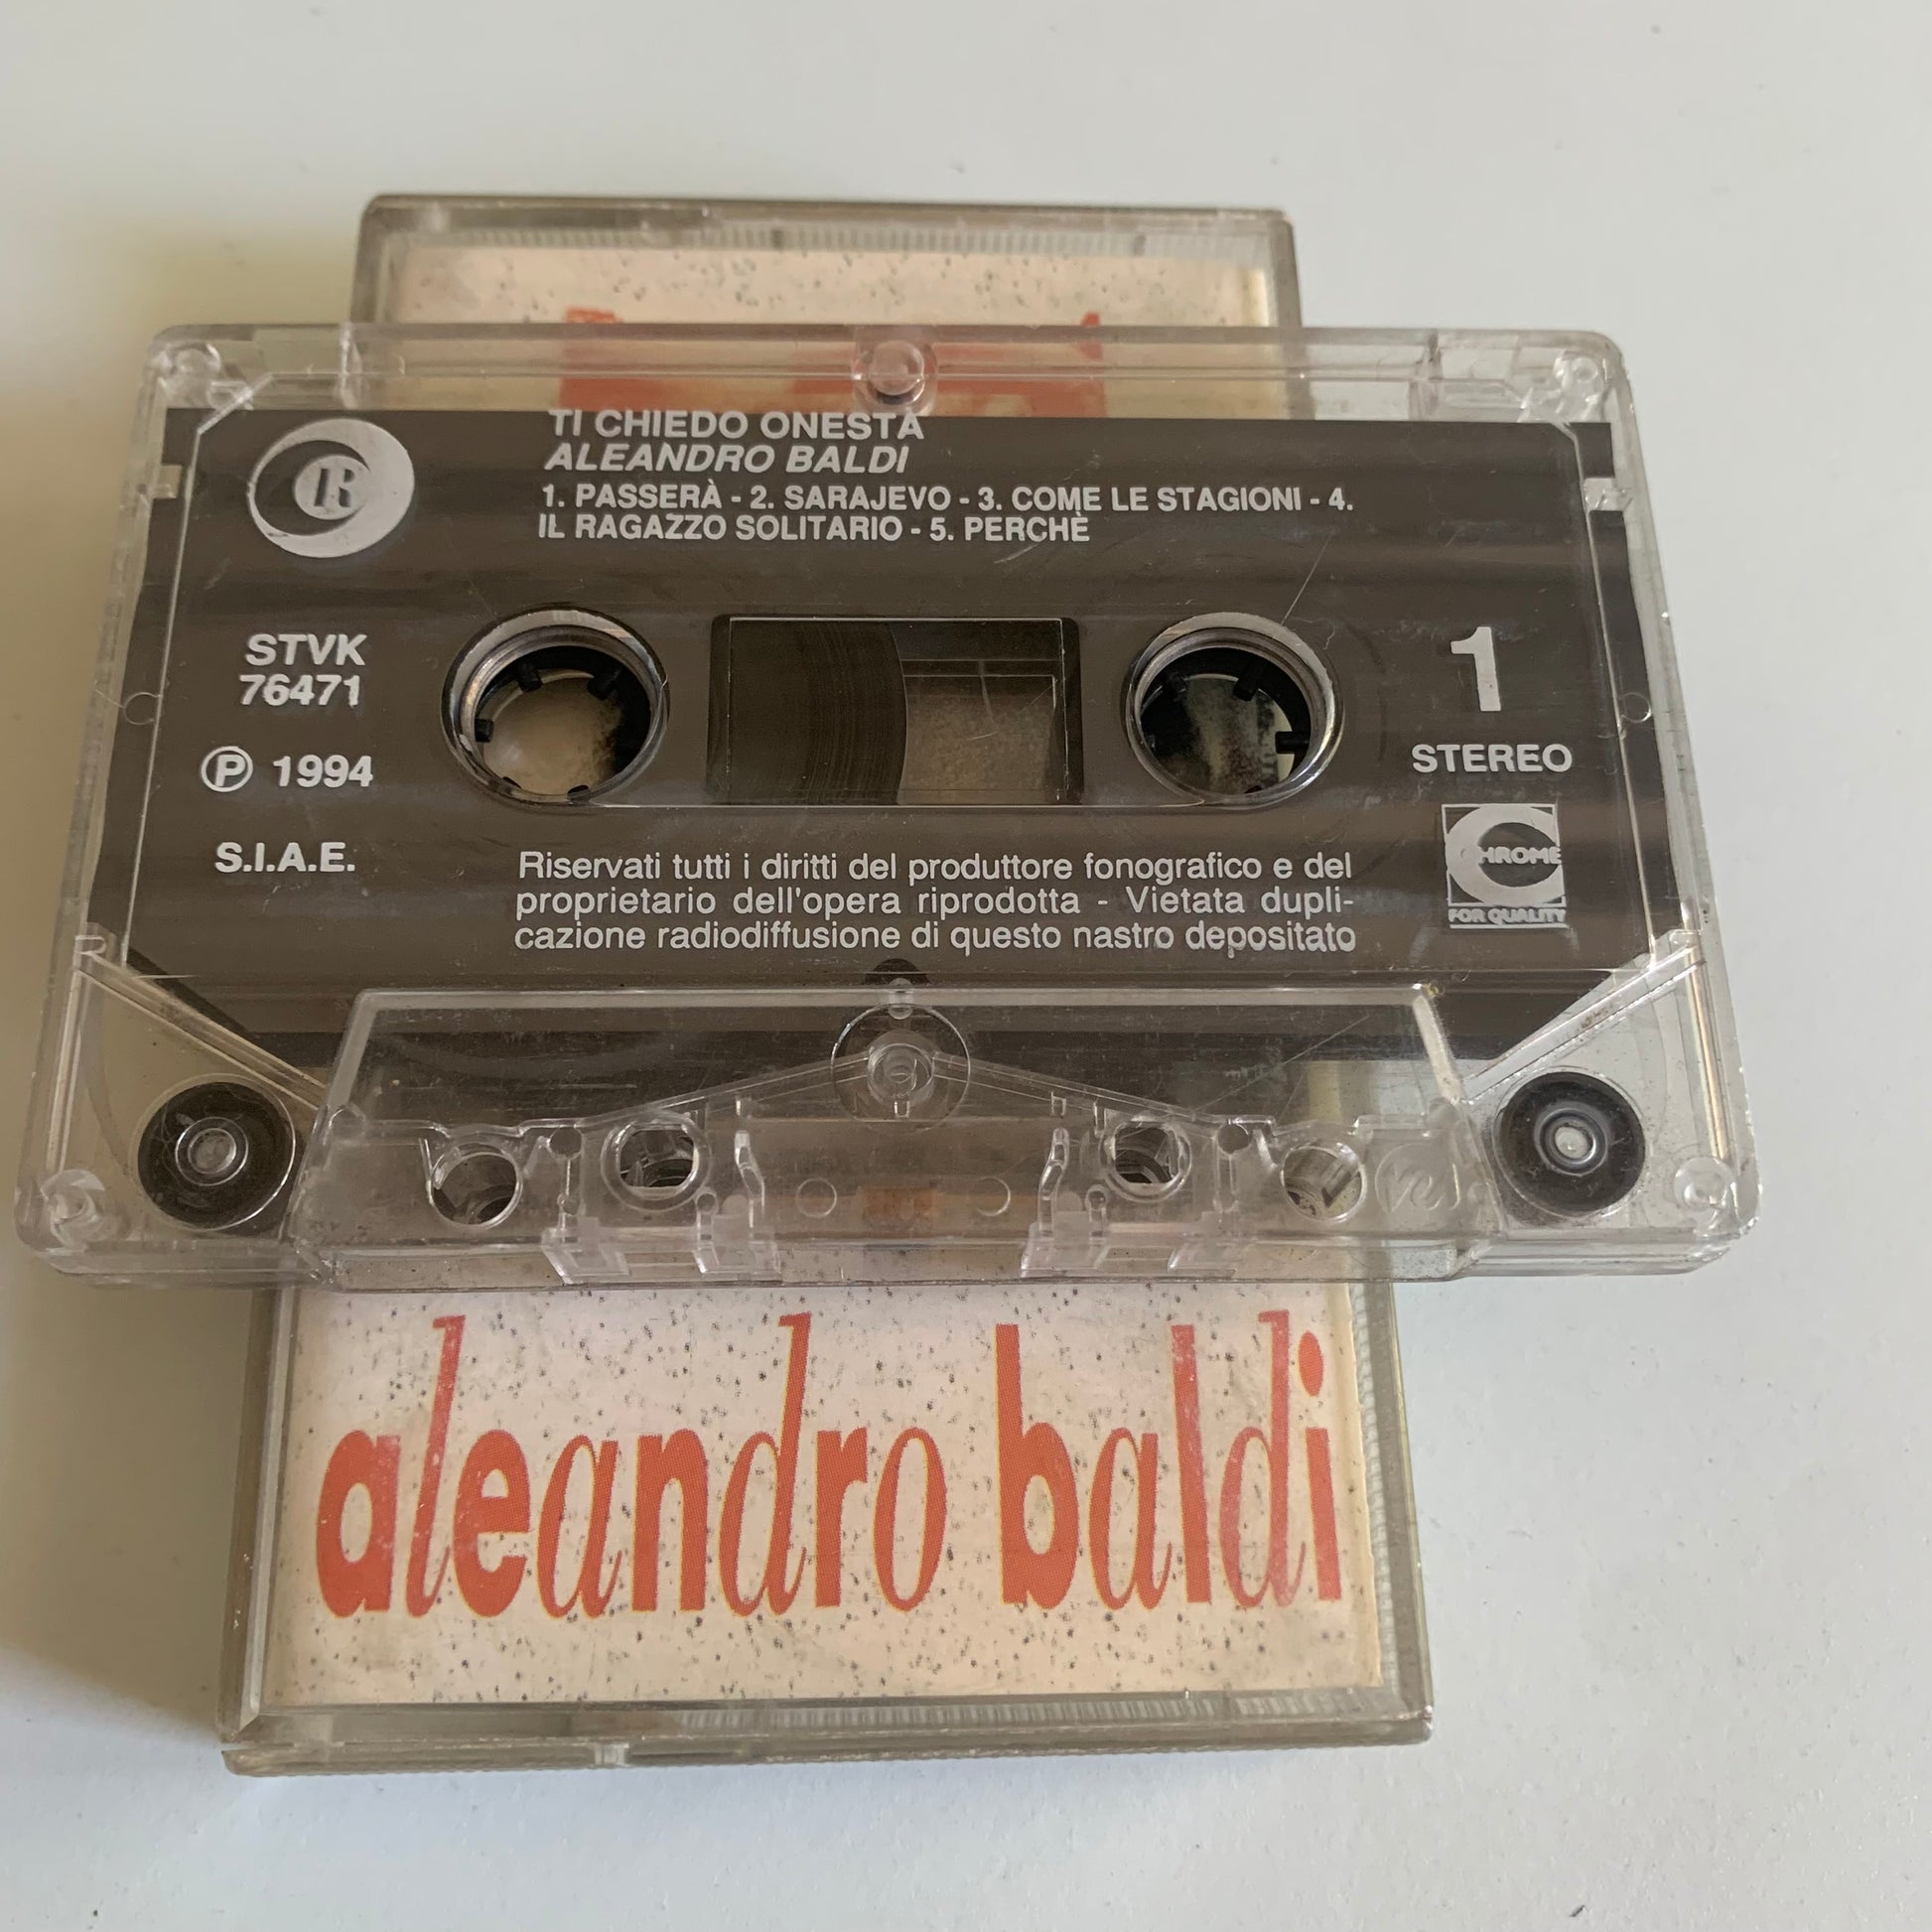 TI CHIEDO ONESTÀ
ALEANDRO BALDI
1. PASSERÀ - 2. SARAJEVO - 3. COME LE STAGIONI - 4.
IL RAGAZZO SOLITARIO - 5. PERCHÈ
R
STVK
76471
Ⓟ 1994
S.I.A.E.
1
STEREO
CHROME
FOR QUALITY
Riservati tutti i diritti del produttore fonografico e del
proprietario dell'opera riprodotta - Vietata dupli-
cazione radiodiffusione di questo nastro depositato
aleandro baldi